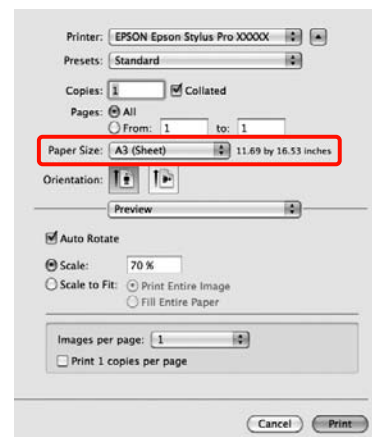 Printer: EPSON Epson Stylus Pro XXXXX
Presets: Standard
Copies: 1 Collated
Pages: All
From: 1 to: 1
Paper Size: A3 (Sheet) 11.69 by 16.53 inches
Orientation:
Preview
Auto Rotate
Scale: 70 %
Scale to Fit: Print Entire Image
Fill Entire Paper
Images per page: 1
Print 1 copies per page
Cancel Print